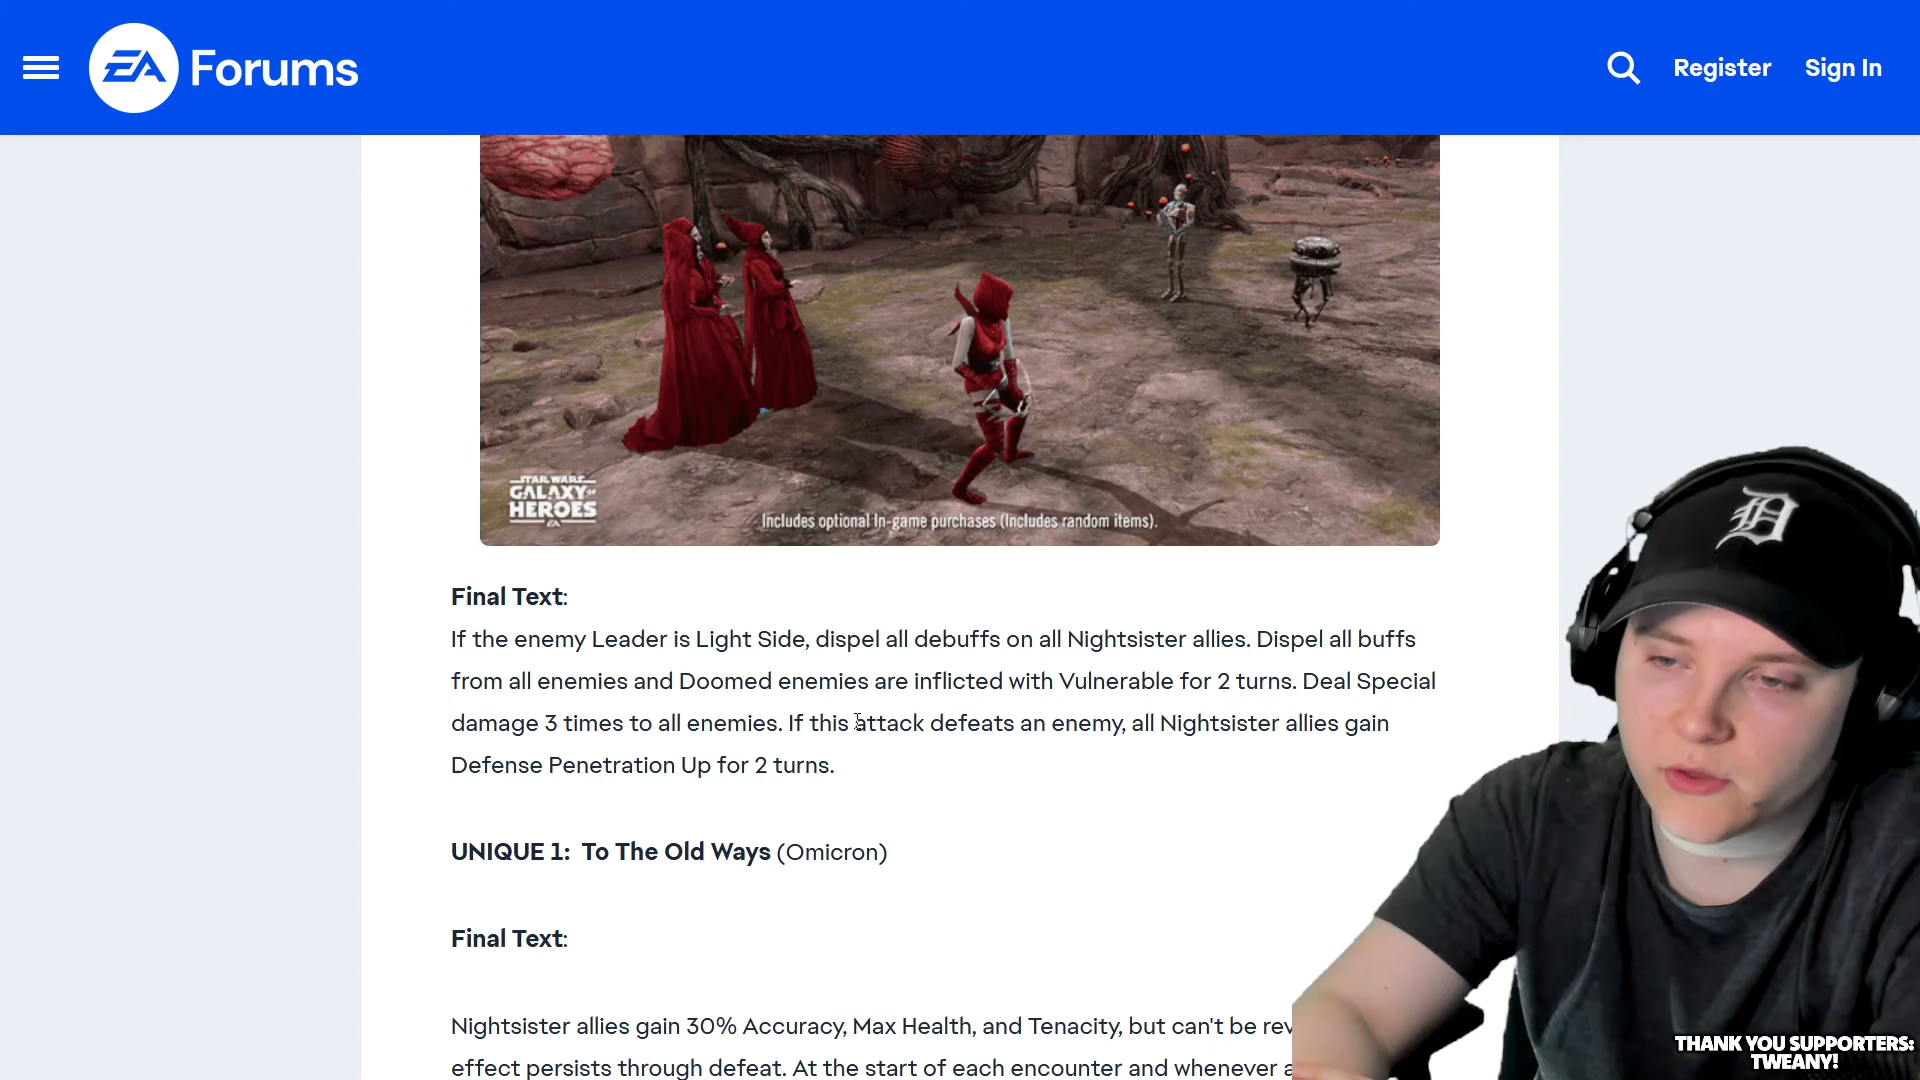 EA Forums
Register
Sign In
STAR WARS
GALAXY OF
HEROES
EA
Includes optional In-game purchases (Includes random items).
Final Text:
If the enemy Leader is Light Side, dispel all debuffs on all Nightsister allies. Dispel all buffs
from all enemies and Doomed enemies are inflicted with Vulnerable for 2 turns. Deal Special
damage 3 times to all enemies. If this attack defeats an enemy, all Nightsister allies gain
Defense Penetration Up for 2 turns.
UNIQUE 1: To The Old Ways (Omicron)
Final Text:
Nightsister allies gain 30% Accuracy, Max Health, and Tenacity, but can't be
effect persists through defeat. At the start of each encounter and whenever
D
THANK YOU SUPPORTERS:
TWEANY!